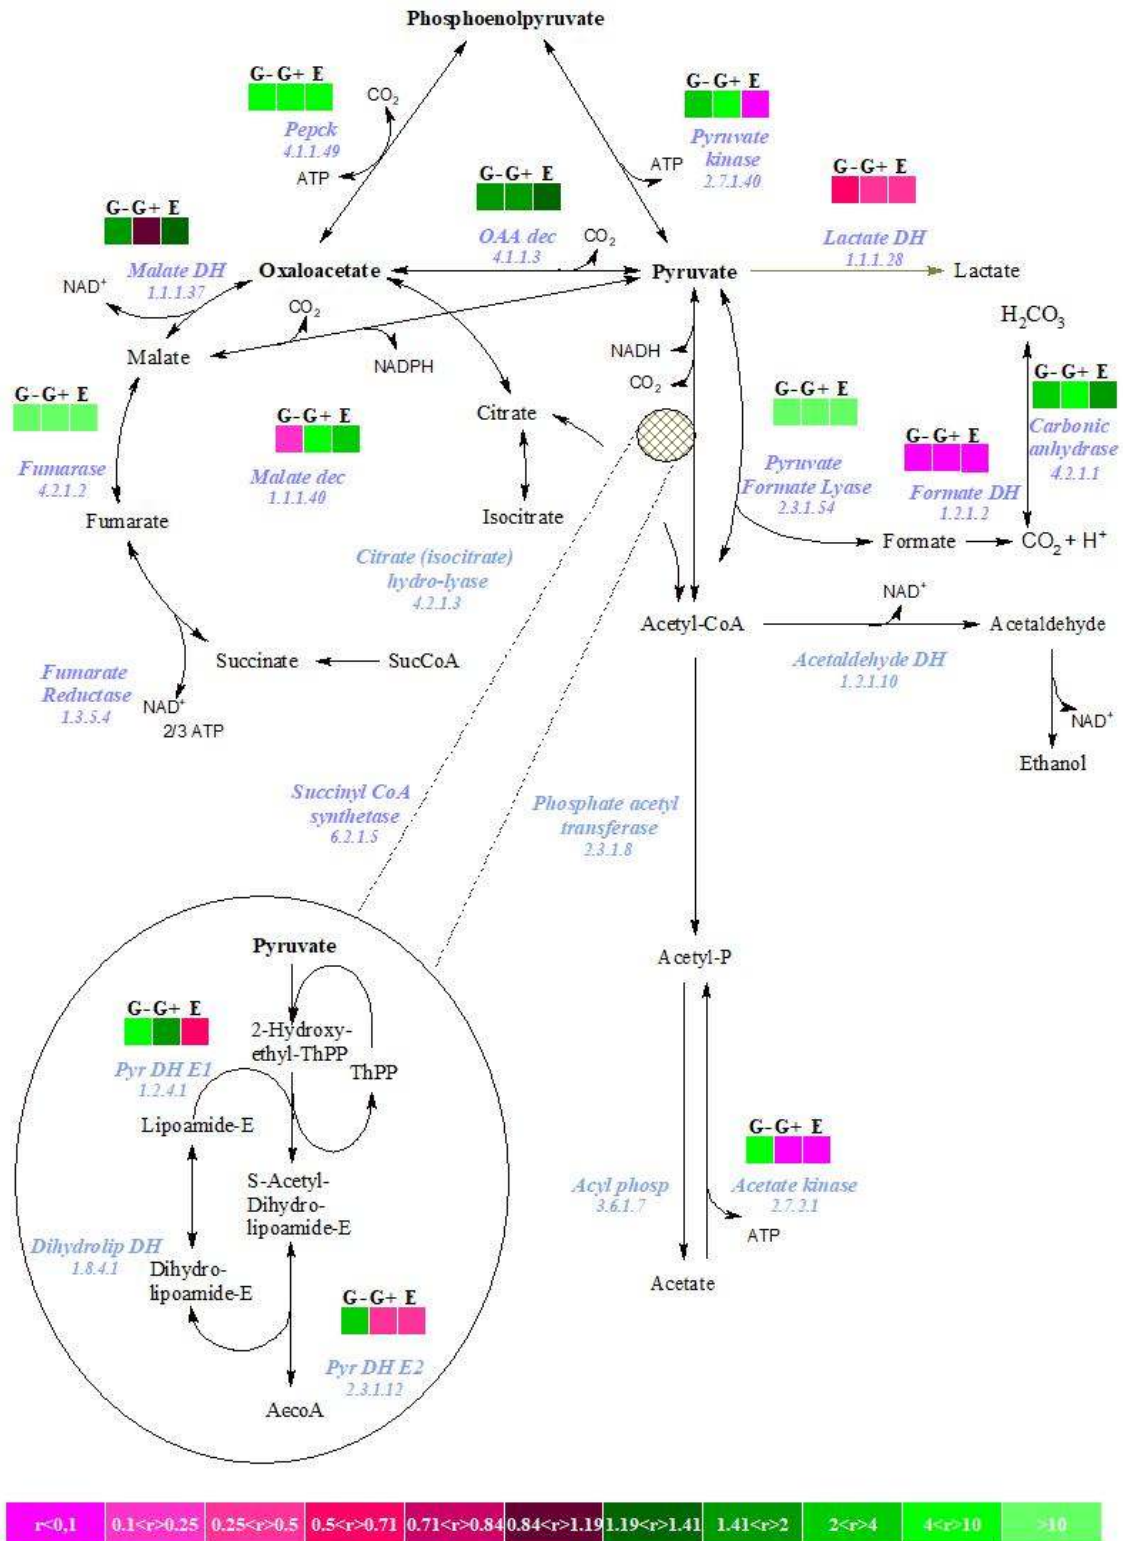 Phosphoenolpyruvate
G- G+ E
Pepck
4.1.1.49
CO2
ATP
G- G+ E
Pyruvate
kinase
2.7.1.40
ATP
G- G+ E
Malate DH
1.1.1.37
NAD+
Oxaloacetate
G- G+ E
OAA dec
4.1.1.3
CO2
Pyruvate
G- G+ E
Lactate DH
1.1.1.28
Lactate
Malate
CO2
NADPH
NADH
CO2
H2CO3
G- G+ E
Fumarase
4.2.1.2
G- G+ E
Malate dec
1.1.1.40
Citrate
G- G+ E
Pyruvate
Formate Lyase
2.3.1.54
G- G+ E
Formate DH
1.2.1.2
G- G+ E
Carbonic
anhydrase
4.2.1.1
Fumarate
Isocitrate
Citrate (isocitrate)
hydro-lyase
4.2.1.3
Formate
CO2 + H+
Acetyl-CoA
NAD+
Acetaldehyde
Acetaldehyde DH
1.2.1.10
Succinate
SucCoA
Fumarate
Reductase
1.3.5.4
NAD+
2/3 ATP
NAD+
Ethanol
Succinyl CoA
synthetase
6.2.1.5
Phosphate acetyl
transferase
2.3.1.8
Pyruvate
Acetyl-P
G- G+ E
Pyr DH E1
1.2.4.1
2-Hydroxy-
ethyl-ThPP
ThPP
Lipoamide-E
S-Acetyl-
Dihydro-
lipoamide-E
Dihydrolip DH
1.8.4.1
Dihydro-
lipoamide-E
G- G+ E
Pyr DH E2
2.3.1.12
AecoA
Acyl phosp
3.6.1.7
G- G+ E
Acetate kinase
2.7.2.1
ATP
Acetate
r<0,1 0.1<r>0.25 0.25<r>0.5 0.5<r>0.71 0.71<r>0.84 0.84<r>1.19 1.19<r>1.41 1.41<r>2 2<r>4 4<r>10 >10